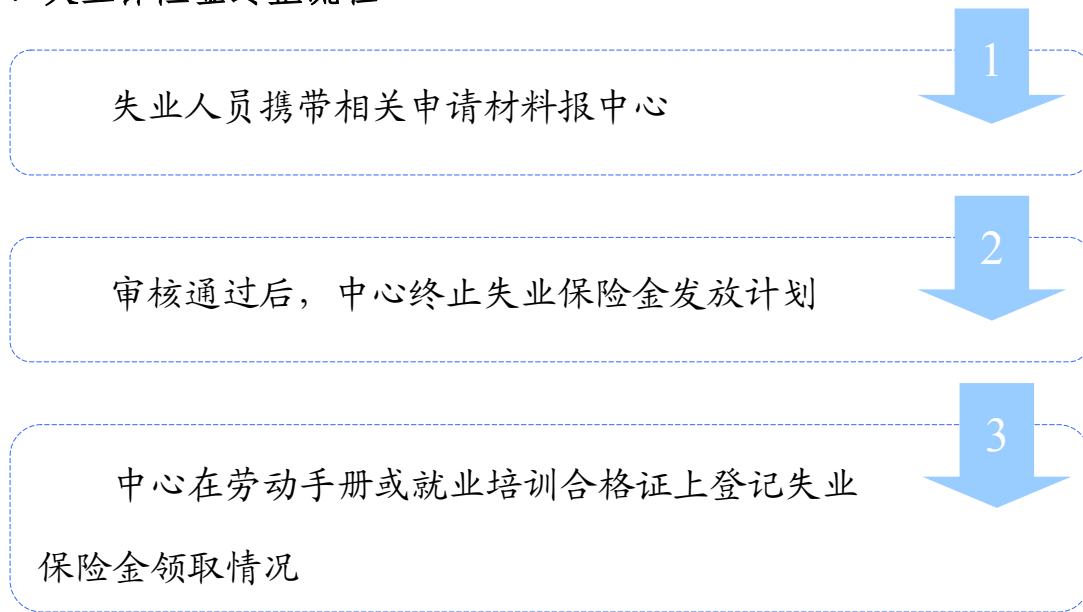 1
失业人员携带相关申请材料报中心
2
审核通过后，中心终止失业保险金发放计划
3
中心在劳动手册或就业培训合格证上登记失业
保险金领取情况